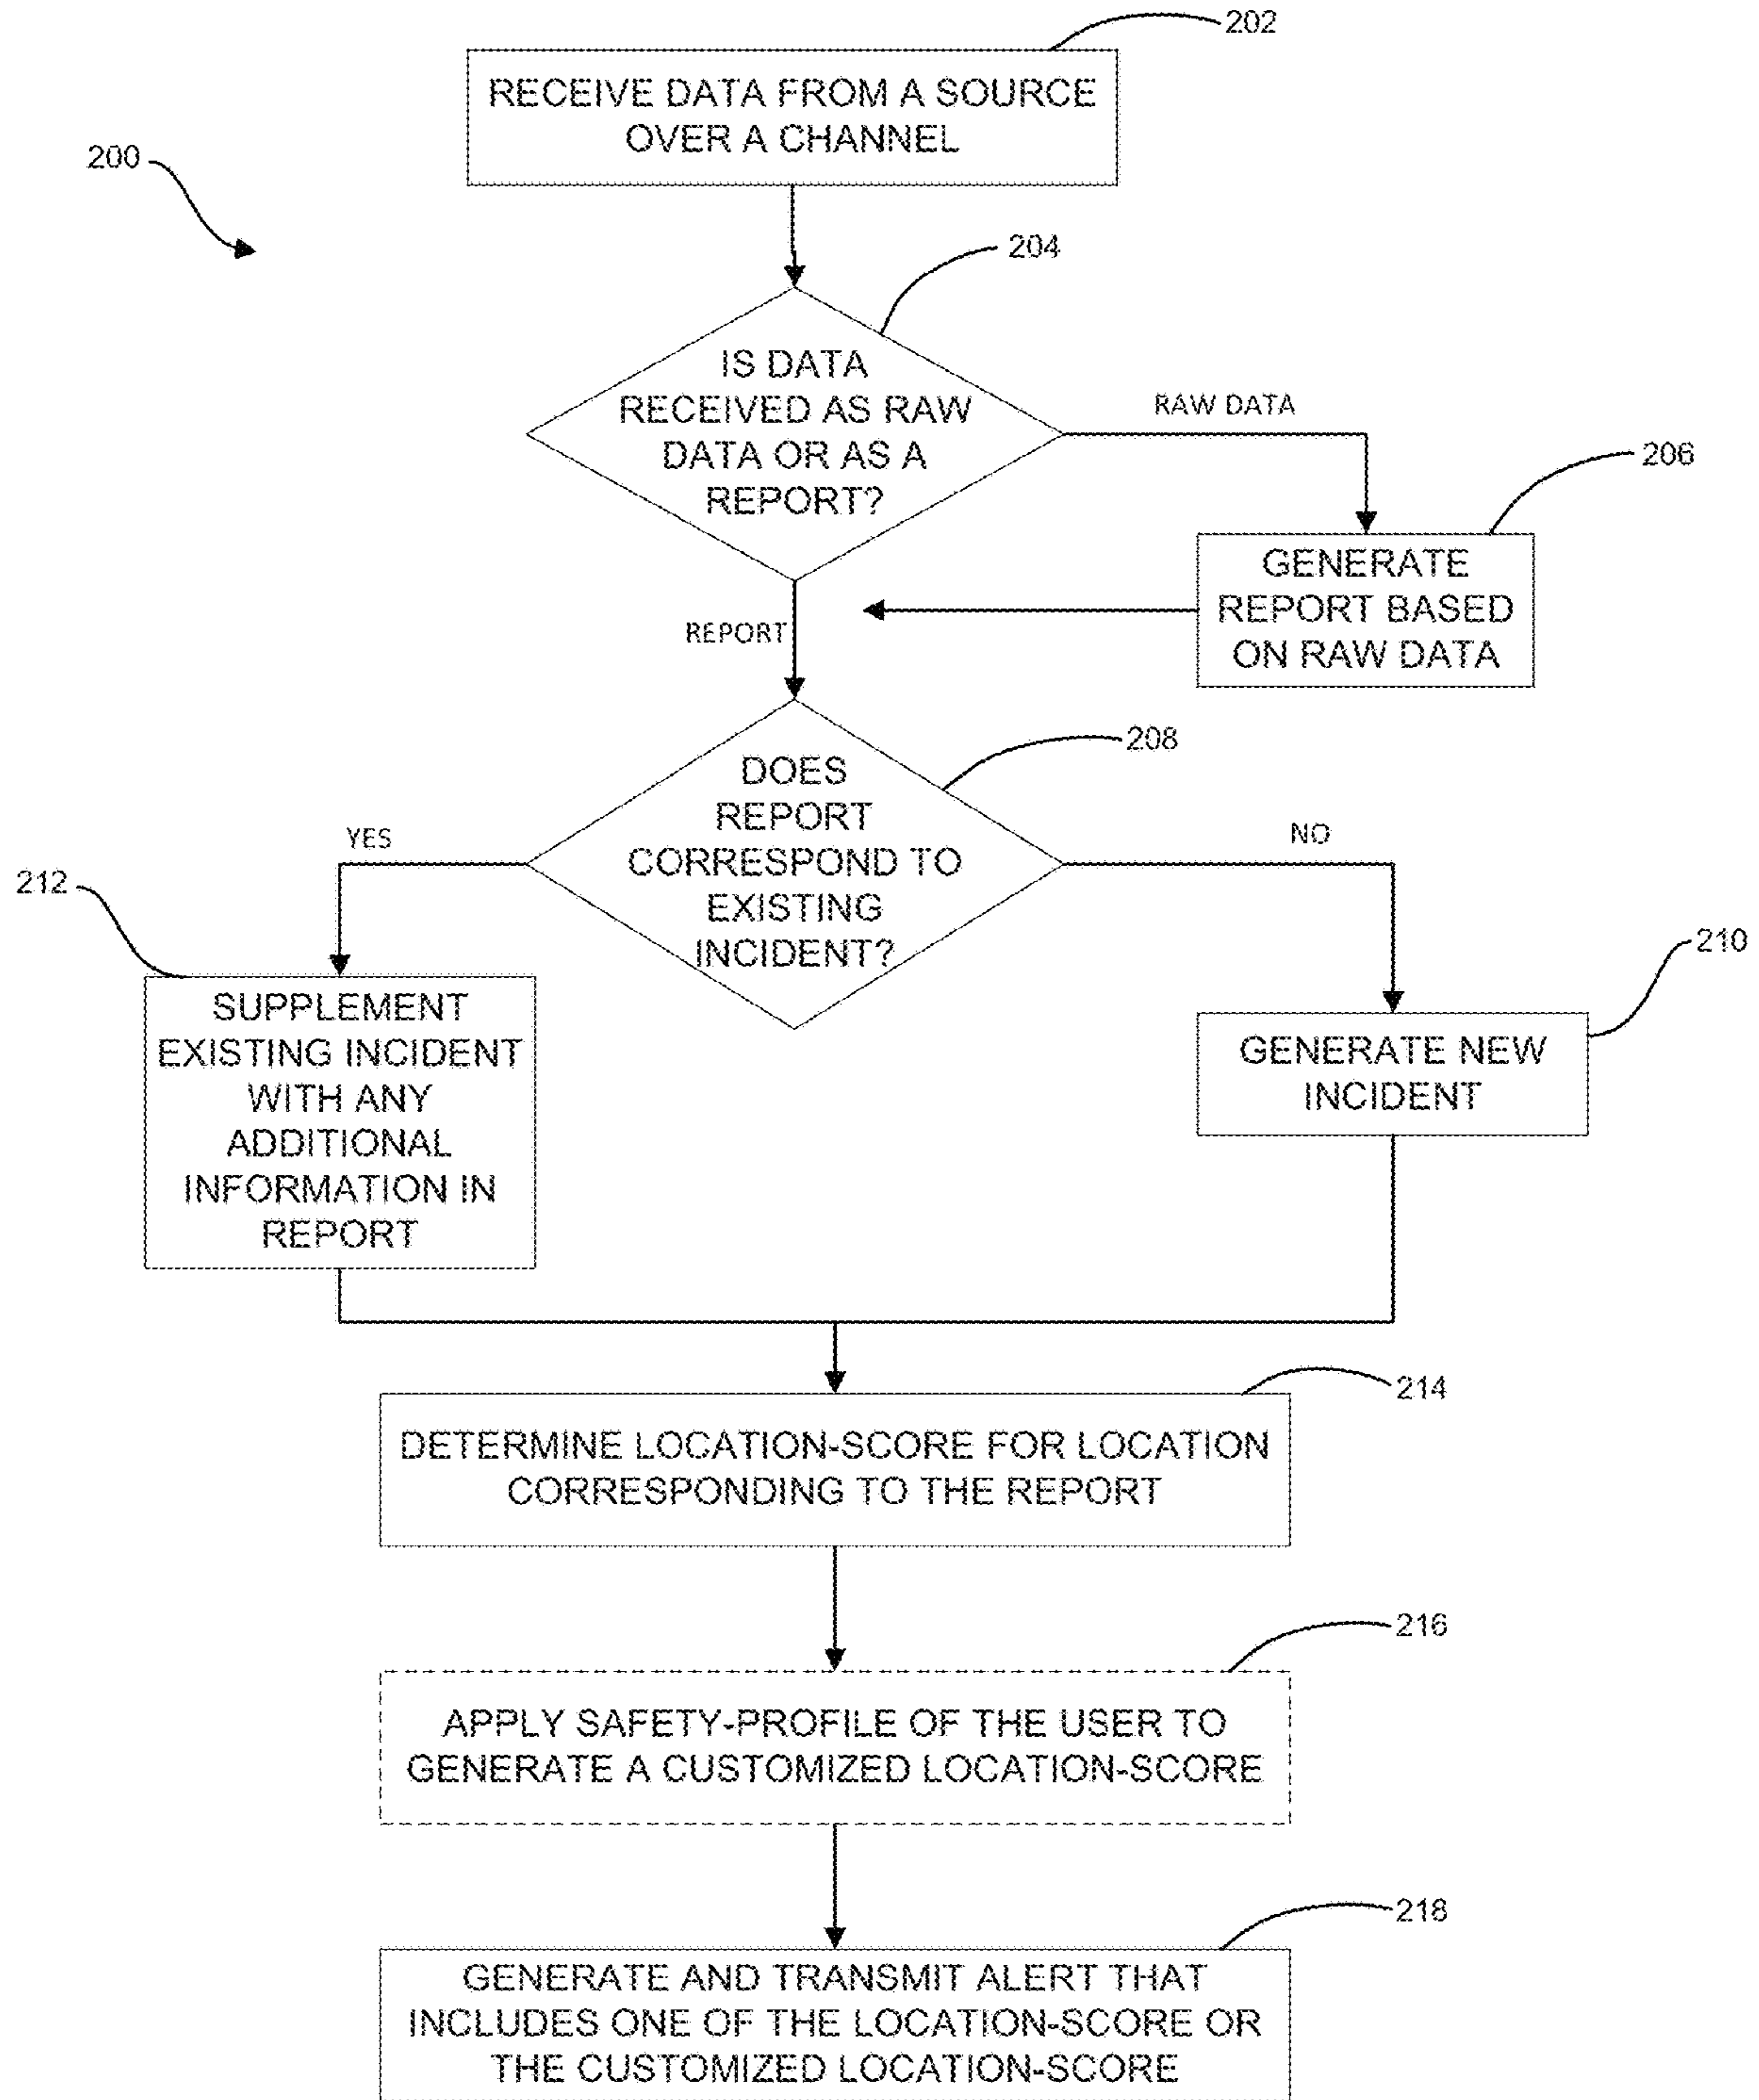 202
RECEIVE DATA FROM A SOURCE
OVER A CHANNEL
200
204
IS DATA
RECEIVED AS RAW
DATA OR AS A
REPORT?
RAW DATA
206
GENERATE
REPORT BASED
ON RAW DATA
REPORT
208
DOES
REPORT
CORRESPOND TO
EXISTING
INCIDENT?
YES
NO
212
210
SUPPLEMENT
EXISTING INCIDENT
WITH ANY
ADDITIONAL
INFORMATION IN
REPORT
GENERATE NEW
INCIDENT
214
DETERMINE LOCATION-SCORE FOR LOCATION
CORRESPONDING TO THE REPORT
216
APPLY SAFETY-PROFILE OF THE USER TO
GENERATE A CUSTOMIZED LOCATION-SCORE
218
GENERATE AND TRANSMIT ALERT THAT
INCLUDES ONE OF THE LOCATION-SCORE OR
THE CUSTOMIZED LOCATION-SCORE